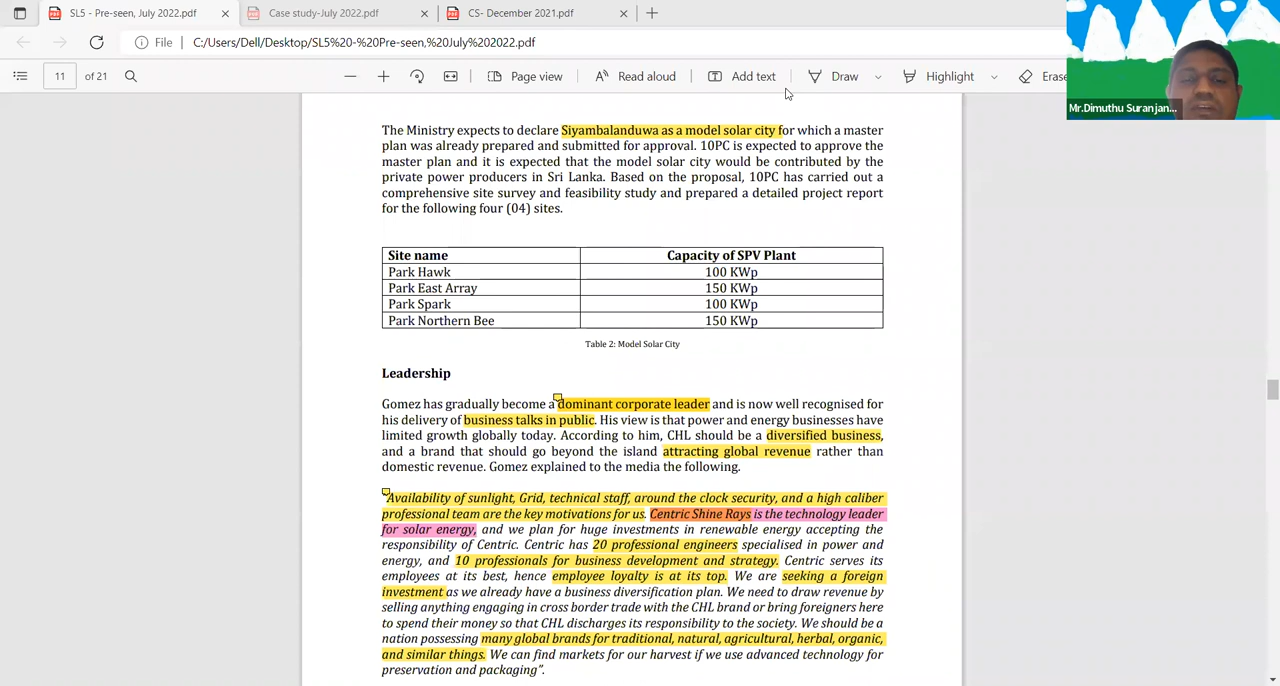 SL5 - Pre-seen, July 2022.pdf
Case study-July 2022.pdf
CS- December 2021.pdf
File
C:/Users/Dell/Desktop/SL5%20-%20Pre-seen,%20July%202022.pdf
11 of 21
Page view
Read aloud
Add text
Draw
Highlight
Erase
Mr.Dimuthu Suranjan...
The Ministry expects to declare Siyambalanduwa as a model solar city for which a master
plan was already prepared and submitted for approval. 10PC is expected to approve the
master plan and it is expected that the model solar city would be contributed by the
private power producers in Sri Lanka. Based on the proposal, 10PC has carried out a
comprehensive site survey and feasibility study and prepared a detailed project report
for the following four (04) sites.
Site name Capacity of SPV Plant
Park Hawk 100 KWp
Park East Array 150 KWp
Park Spark 100 KWp
Park Northern Bee 150 KWp
Table 2: Model Solar City
Leadership
Gomez has gradually become a dominant corporate leader and is now well recognised for
his delivery of business talks in public. His view is that power and energy businesses have
limited growth globally today. According to him, CHL should be a diversified business,
and a brand that should go beyond the island attracting global revenue rather than
domestic revenue. Gomez explained to the media the following.
"Availability of sunlight, Grid, technical staff, around the clock security, and a high caliber
professional team are the key motivations for us. Centric Shine Rays is the technology leader
for solar energy, and we plan for huge investments in renewable energy accepting the
responsibility of Centric. Centric has 20 professional engineers specialised in power and
energy, and 10 professionals for business development and strategy. Centric serves its
employees at its best, hence employee loyalty is at its top. We are seeking a foreign
investment as we already have a business diversification plan. We need to draw revenue by
selling anything engaging in cross border trade with the CHL brand or bring foreigners here
to spend their money so that CHL discharges its responsibility to the society. We should be a
nation possessing many global brands for traditional, natural, agricultural, herbal, organic,
and similar things. We can find markets for our harvest if we use advanced technology for
preservation and packaging".